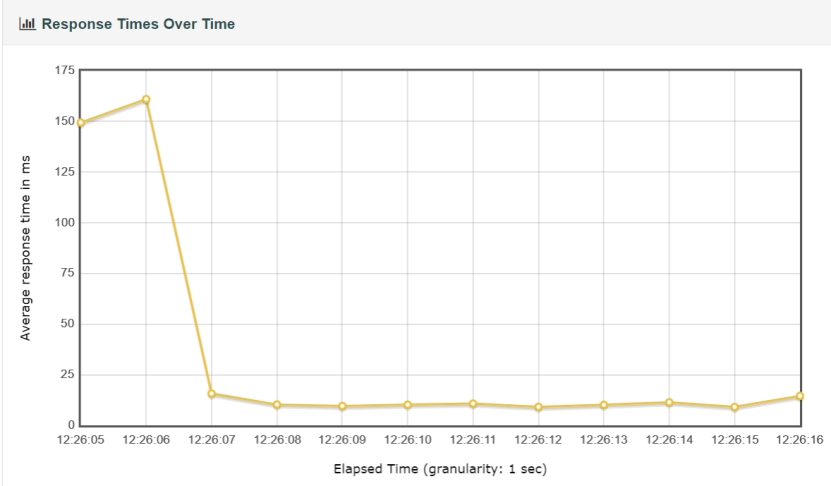 Response Times Over Time
Average response time in ms
175
150
125
100
75
50
25
0
12:26:05 12:26:06 12:26:07 12:26:08 12:26:09 12:26:10 12:26:11 12:26:12 12:26:13 12:26:14 12:26:15 12:26:16
Elapsed Time (granularity: 1 sec)